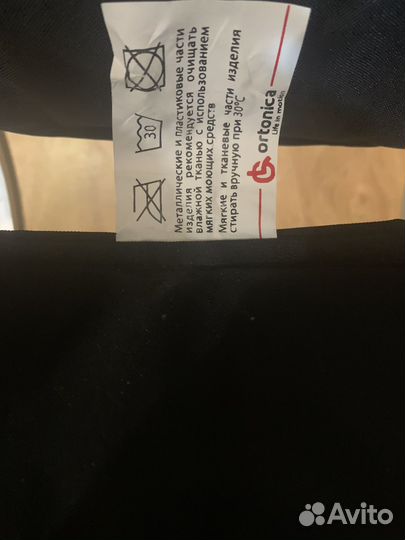 30
Металлические и пластиковые части
изделия рекомендуется очищать
влажной тканью с использованием
мягких моющих средств
Мягкие и тканевые части изделия
стирать вручную при 30°С
ortonica
Life in motion
Avito